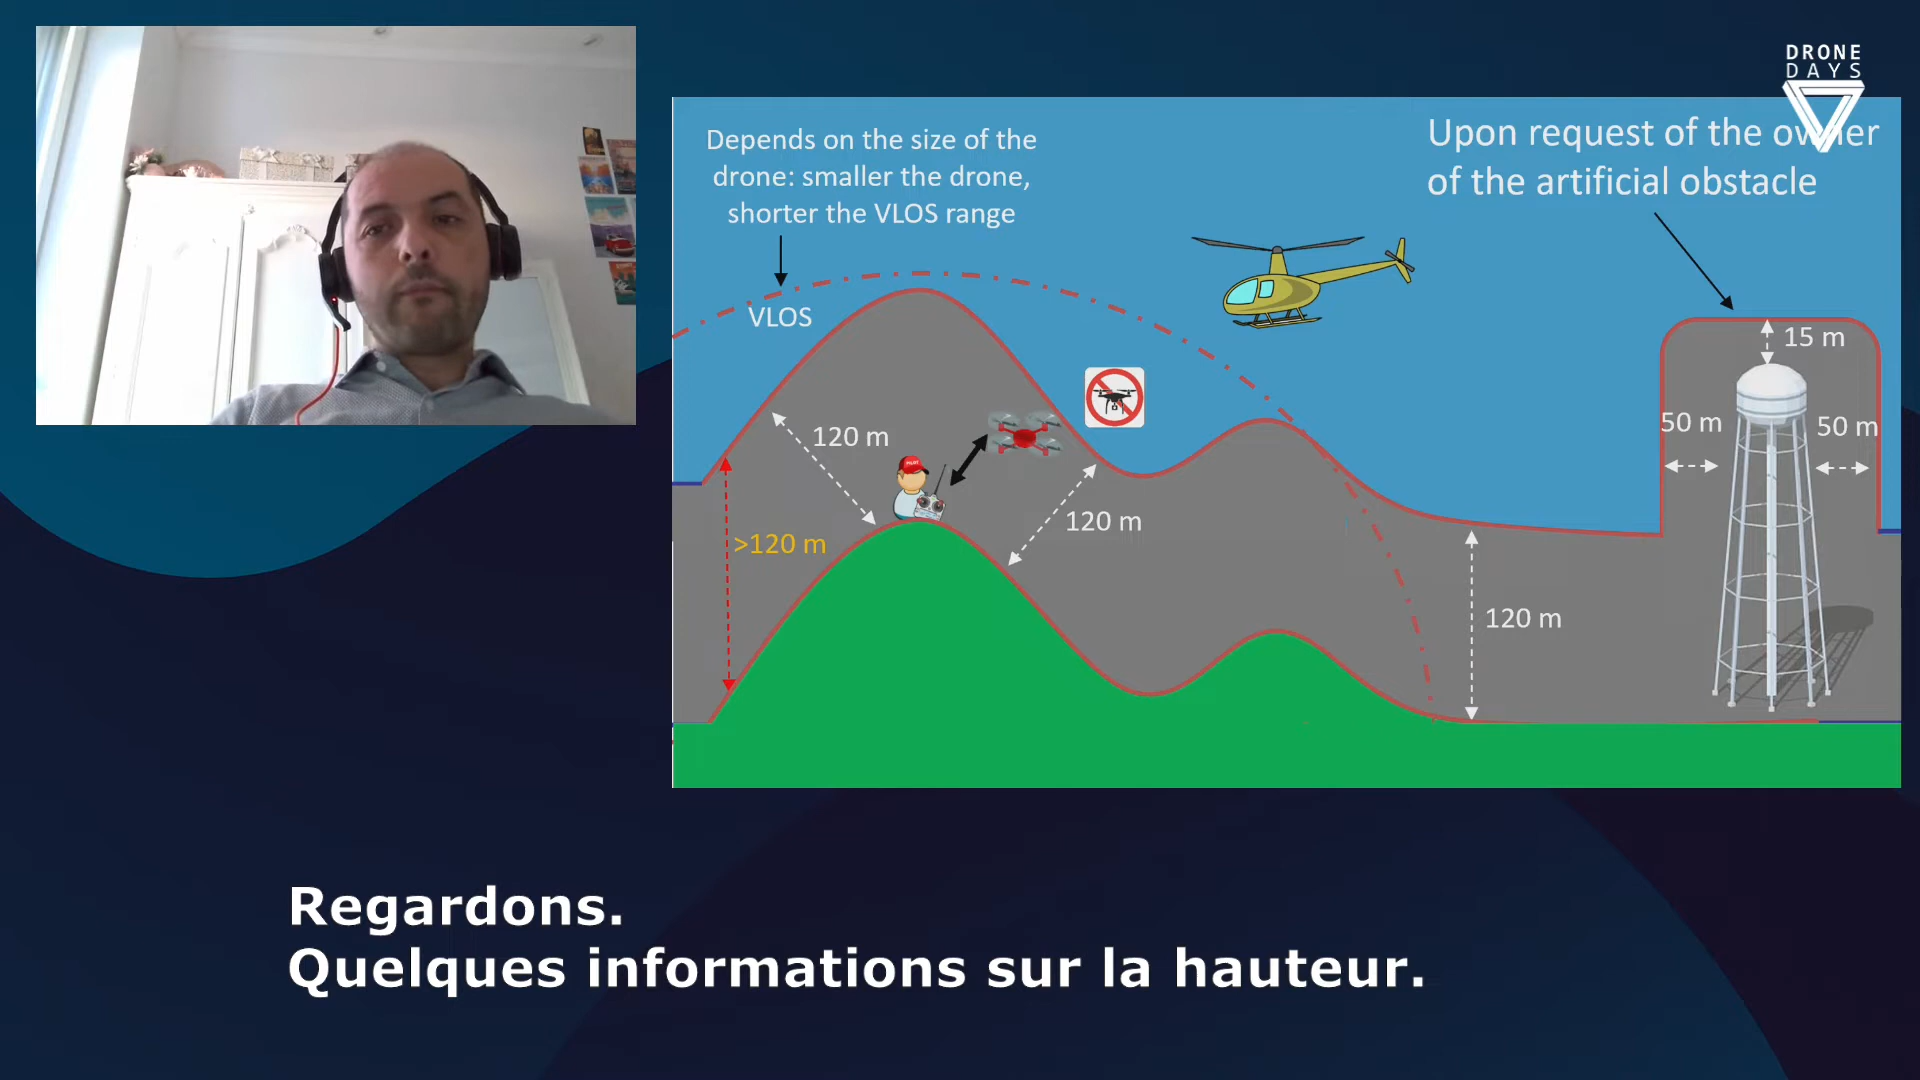 DRONE
DAYS
Depends on the size of the
drone: smaller the drone,
shorter the VLOS range
Upon request of the owner
of the artificial obstacle
VLOS
15 m
50 m
50 m
120 m
>120 m
120 m
120 m
Regardons.
Quelques informations sur la hauteur.